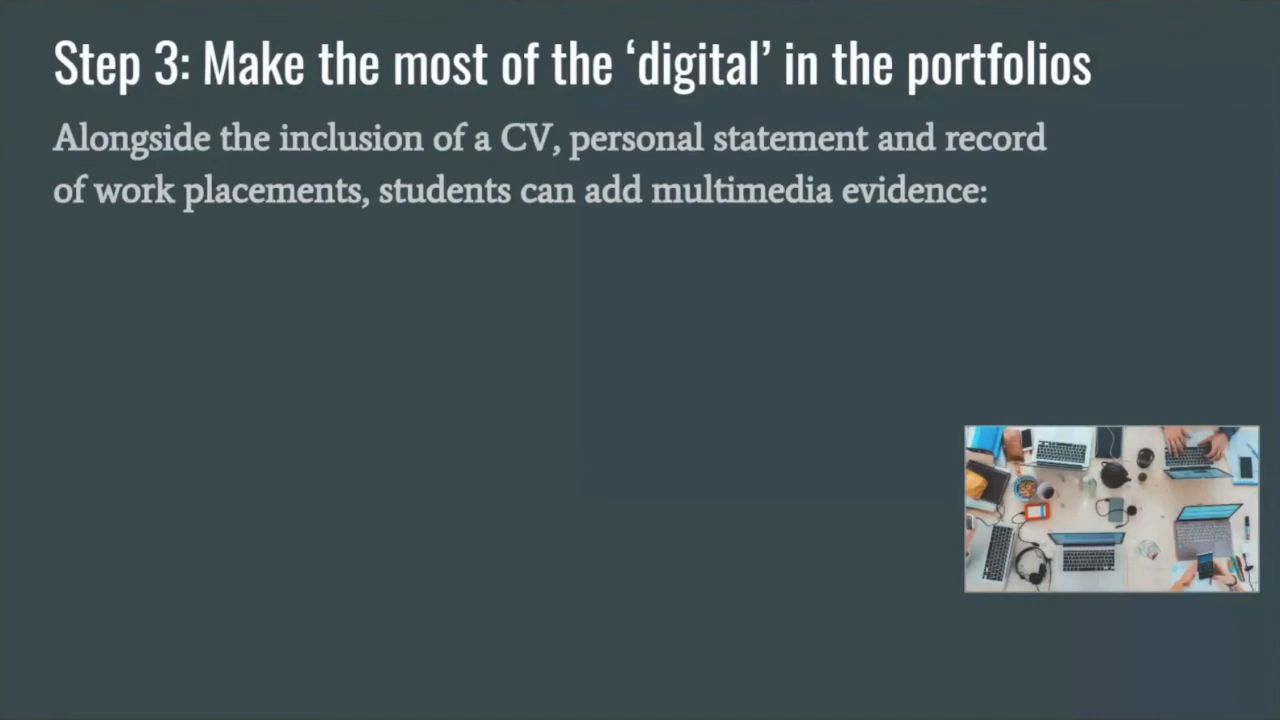 Step 3: Make the most of the ‘digital’ in the portfolios
Alongside the inclusion of a CV, personal statement and record
of work placements, students can add multimedia evidence: